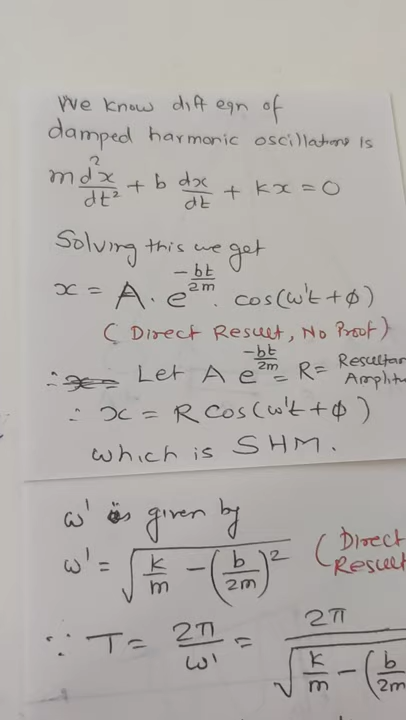 We know diff eqn of
damped harmonic oscillations is
m d²x/dt² + b dx/dt + kx = 0
Solving this we get
x = A. e^(-bt/2m) . cos(ω't + ϕ)
( Direct Result, No Proof )
∴ Let A e^(-bt/2m) = R = Resultan
Amplit
∴ x = R cos(ω't + ϕ)
which is SHM.
ω' is given by
ω' = √(k/m - (b/2m)²) ( Direct
Result
∵ T = 2π/ω' = 2π/√(k/m - (b/2m